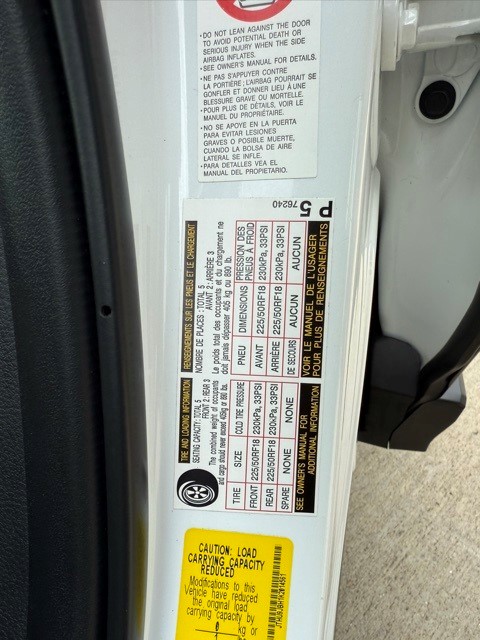 • DO NOT LEAN AGAINST THE DOOR
TO AVOID POTENTIAL DEATH OR
SERIOUS INJURY WHEN THE SIDE
AIRBAG INFLATES.
• SEE OWNER'S MANUAL FOR DETAILS.
• NE PAS S'APPUYER CONTRE
LA PORTIÈRE; L'AIRBAG POURRAIT SE
GONFLER ET DONNER LIEU À UNE
BLESSURE GRAVE OU MORTELLE.
• POUR PLUS DE DÉTAILS, VOIR LE
MANUEL DU PROPRIÉTAIRE.
• NO SE APOYE EN LA PUERTA
PARA EVITAR LESIONES
GRAVES O POSIBLE MUERTE,
CUANDO LA BOLSA DE AIRE
LATERAL SE INFLE.
• PARA DETALLES VEA EL
MANUAL DEL PROPIETARIO.
P5
76240
TIRE AND LOADING INFORMATION
SEATING CAPACITY: TOTAL 5
FRONT 2: REAR 3
The combined weight of occupants
and cargo should never exceed 405kg or 890 lbs.
TIRE SIZE COLD TIRE PRESSURE
FRONT 225/50RF18 230kPa, 33PSI
REAR 225/50RF18 230kPa, 33PSI
SPARE NONE NONE
SEE OWNER'S MANUAL FOR
ADDITIONAL INFORMATION
RENSEIGNEMENTS SUR LES PNEUS ET LE CHARGEMENT
NOMBRE DE PLACES : TOTAL 5
AVANT 2 : ARRIÈRE 3
Le poids total des occupants et du chargement ne
doit jamais dépasser 405 kg ou 890 lb.
PNEU DIMENSIONS PRESSION DES
PNEUS À FROID
AVANT 225/50RF18 230kPa, 33PSI
ARRIÈRE 225/50RF18 230kPa, 33PSI
DE SECOURS AUCUN AUCUN
VOIR LE MANUEL DE L'USAGER
POUR PLUS DE RENSEIGNEMENTS
CAUTION: LOAD
CARRYING CAPACITY
REDUCED
Modifications to this
Vehicle have reduced
the original load
carrying capacity
by
kg or